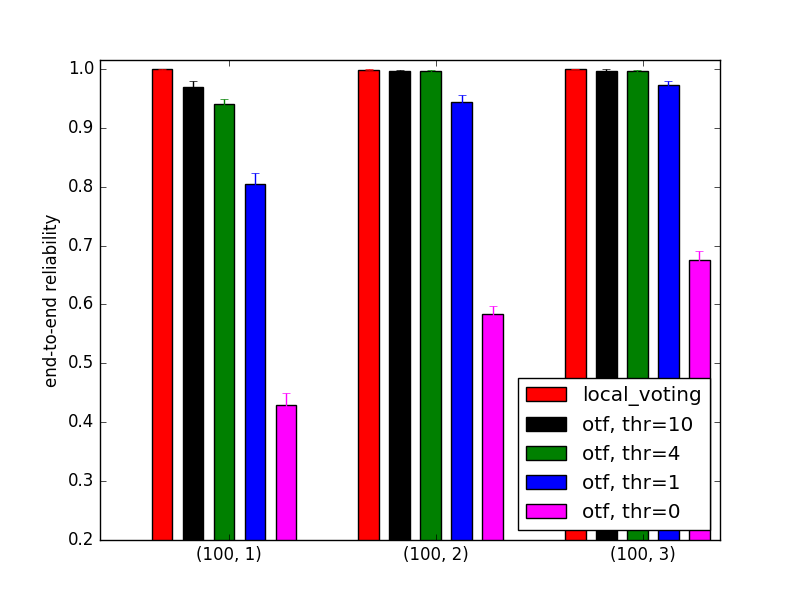 end-to-end reliability
1.0
0.9
0.8
0.7
0.6
0.5
0.4
0.3
0.2
(100, 1)
(100, 2)
(100, 3)
local_voting
otf, thr=10
otf, thr=4
otf, thr=1
otf, thr=0